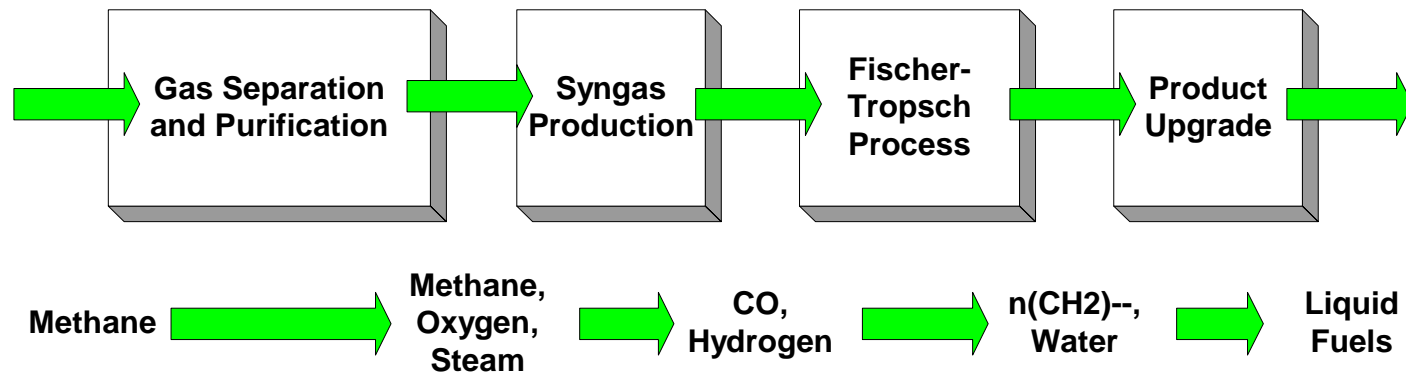 Gas Separation
and Purification
Syngas
Production
Fischer-
Tropsch
Process
Product
Upgrade
Methane
Methane,
Oxygen,
Steam
CO,
Hydrogen
n(CH2)--,
Water
Liquid
Fuels